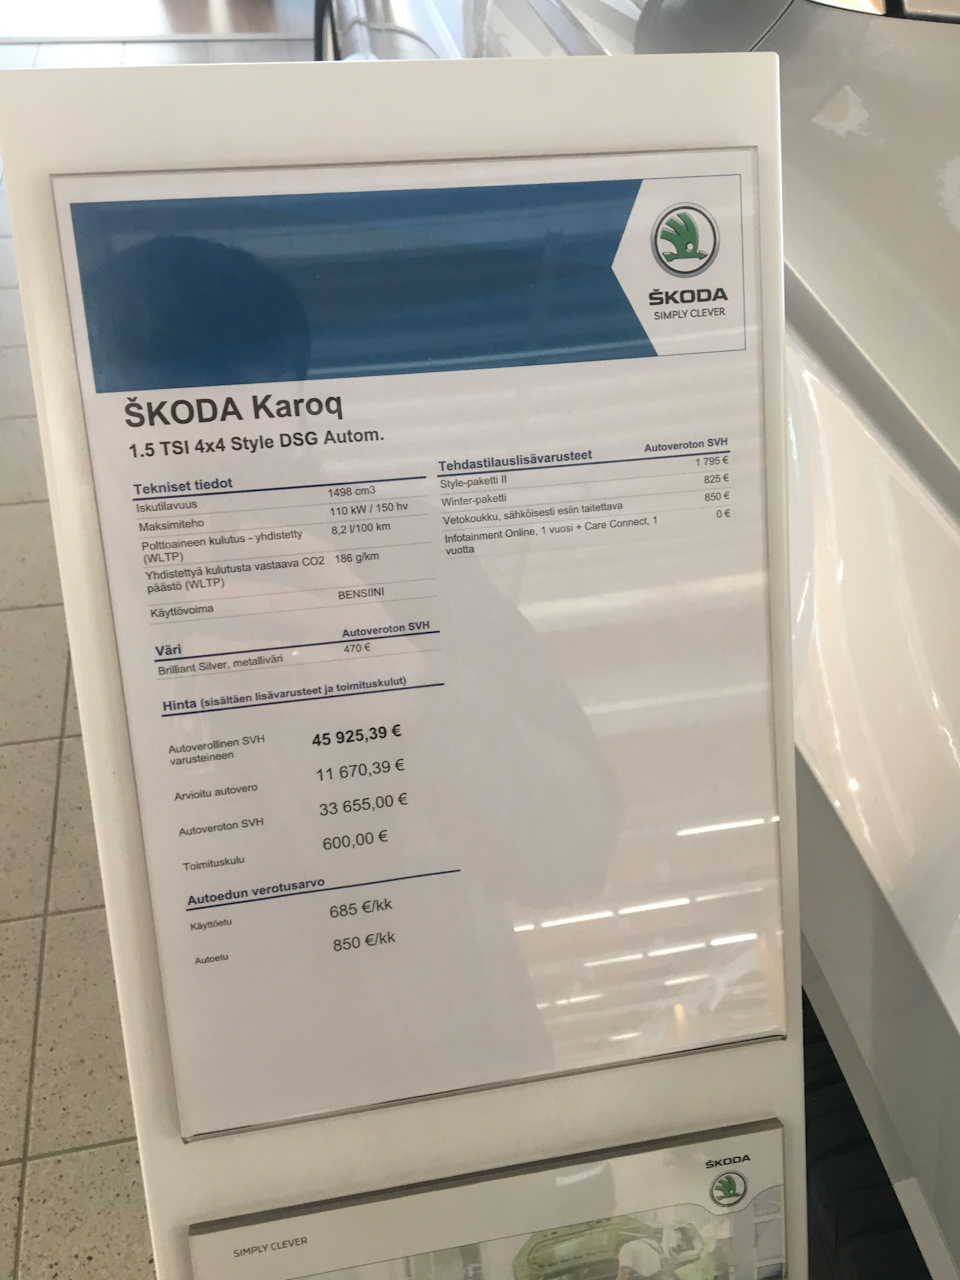 ŠKODA
SIMPLY CLEVER
ŠKODA Karoq
1.5 TSI 4x4 Style DSG Autom.
Tekniset tiedot
Iskutilavuus 1498 cm3
Maksimiteho 110 kW / 150 hv
Polttoaineen kulutus - yhdistetty 8,2 l/100 km
(WLTP)
Yhdistettyä kulutusta vastaava CO2 186 g/km
päästö (WLTP)
Käyttövoima BENSIINI
Väri Autoveroton SVH
Brilliant Silver, metalliväri 470 €
Hinta (sisältäen lisävarusteet ja toimituskulut)
Autoverollinen SVH 45 925,39 €
varusteineen
Arvioitu autovero 11 670,39 €
Autoveroton SVH 33 655,00 €
Toimituskulu 600,00 €
Autoedun verotusarvo
Käyttöetu 685 €/kk
Autoetu 850 €/kk
Tehdastilauslisävarusteet Autoveroton SVH
Style-paketti II 1 795 €
Winter-paketti 825 €
Vetokoukku, sähköisesti esiin taitettava 850 €
Infotainment Online, 1 vuosi + Care Connect, 1 0 €
vuotta
ŠKODA
SIMPLY CLEVER